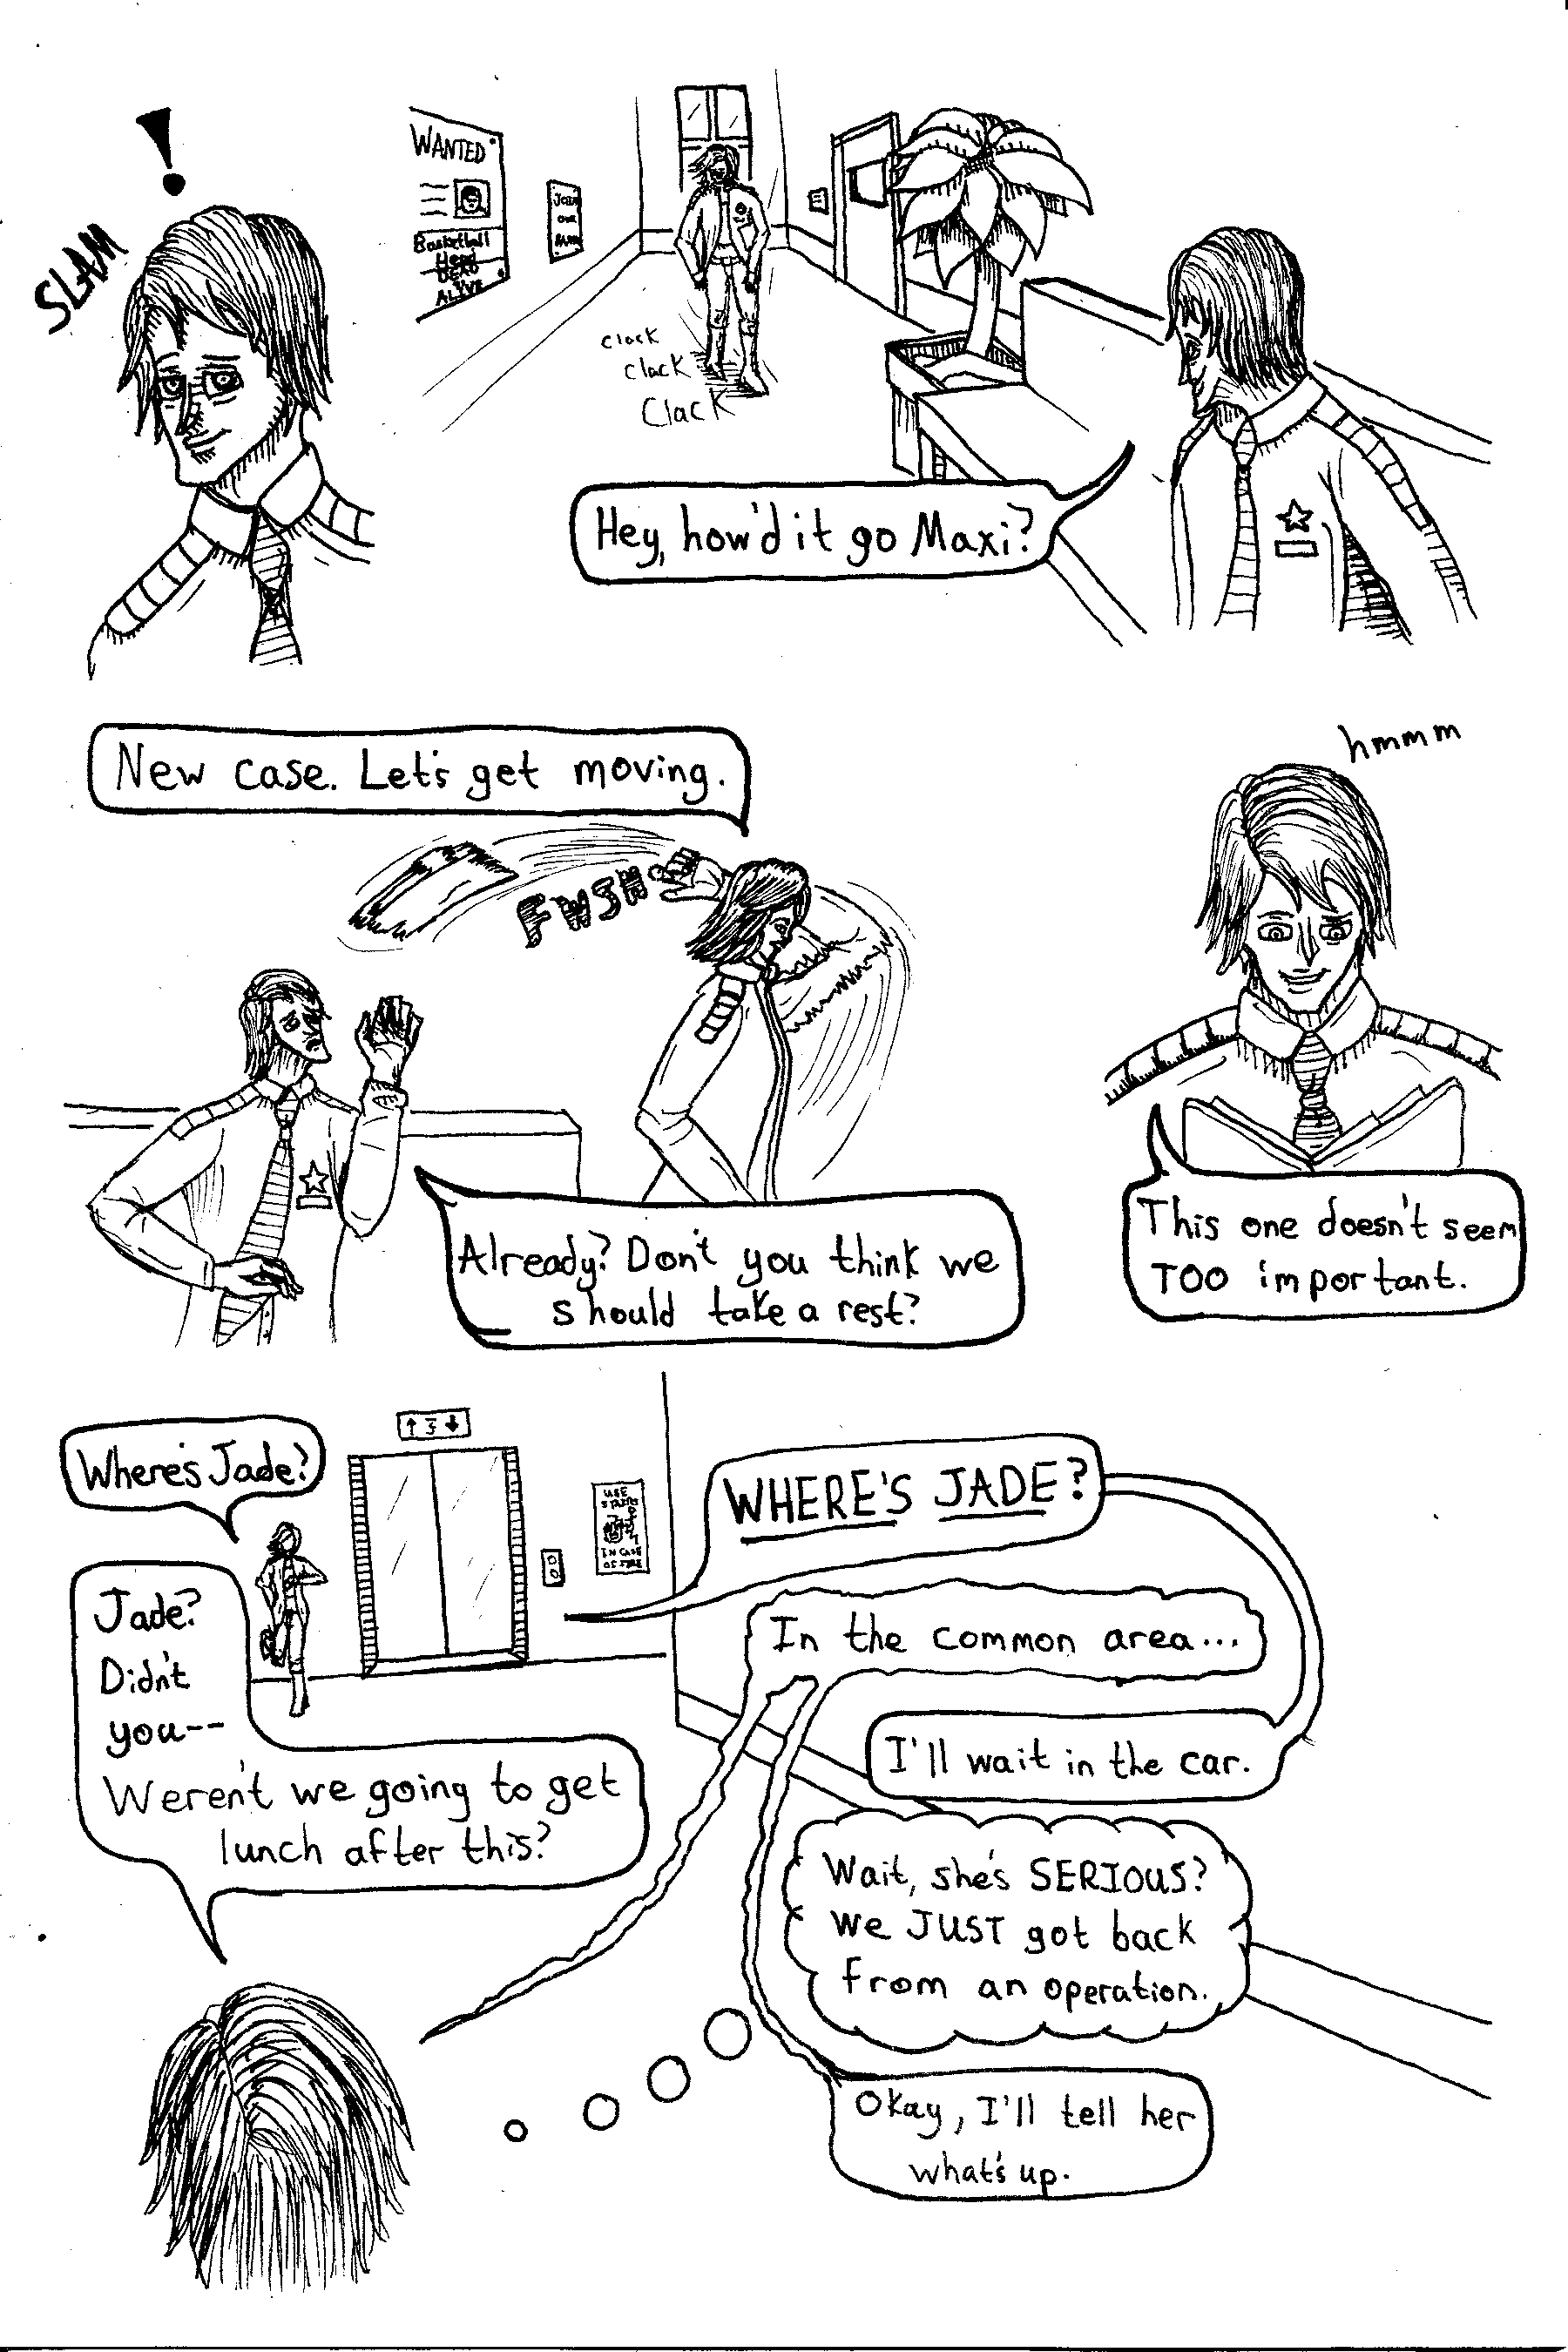 !
SLAM
WANTED
Basketball
Head
DEAD
ALIVE
JOIN
OUR
clack
clack
Clack
Hey, how'd it go Maxi?
New case. Let's get moving.
FWSH
hmmm
Already? Don't you think we
should take a rest?
This one doesn't seem
TOO important.
Where's Jade?
↑ 3 ↓
USE
STAIRS
IN CASE
OF FIRE
WHERE'S JADE?
Jade?
Didn't
you--
Weren't we going to get
lunch after this?
In the common area...
I'll wait in the car.
Wait, she's SERIOUS?
We JUST got back
from an operation.
Okay, I'll tell her
what's up.